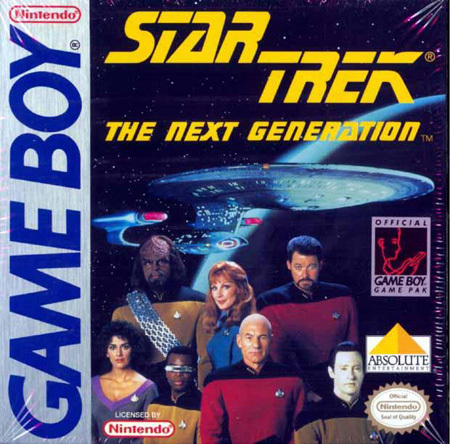 Nintendo®
GAME BOY®
STAR
TREK®
THE NEXT GENERATION™
OFFICIAL
GAME BOY
GAME PAK
ABSOLUTE
ENTERTAINMENT
LICENSED BY
Nintendo
Official
Nintendo
Seal of Quality